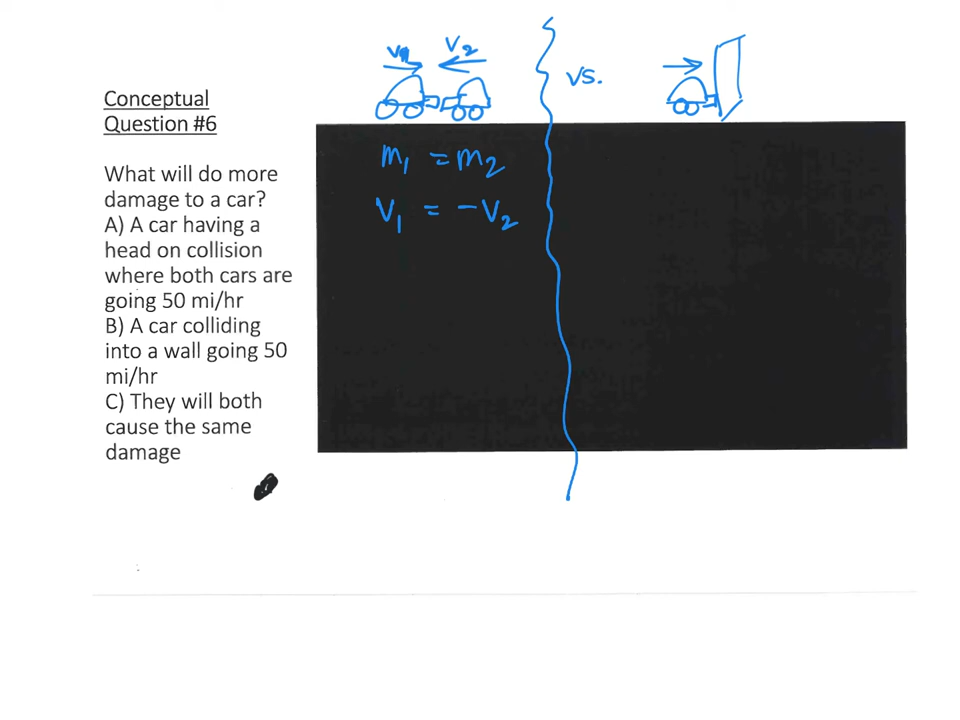 Conceptual
Question #6
What will do more
damage to a car?
A) A car having a
head on collision
where both cars are
going 50 mi/hr
B) A car colliding
into a wall going 50
mi/hr
C) They will both
cause the same
damage
V1 V2
vs.
m1 = m2
V1 = -V2